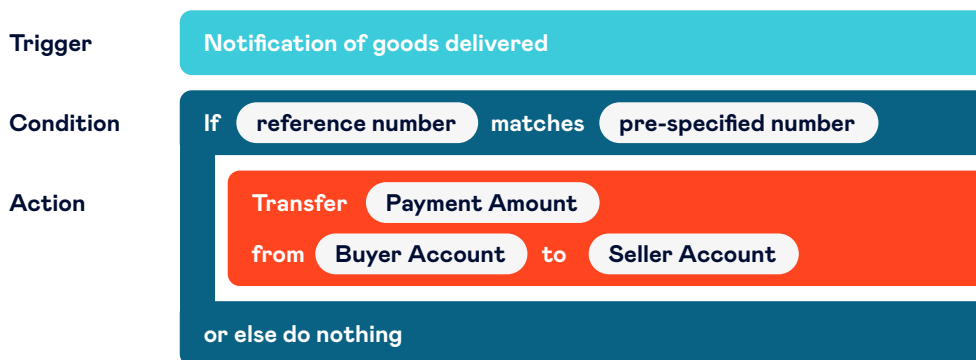 Trigger Notification of goods delivered
Condition If reference number matches pre-specified number
Action Transfer Payment Amount
from Buyer Account to Seller Account
or else do nothing